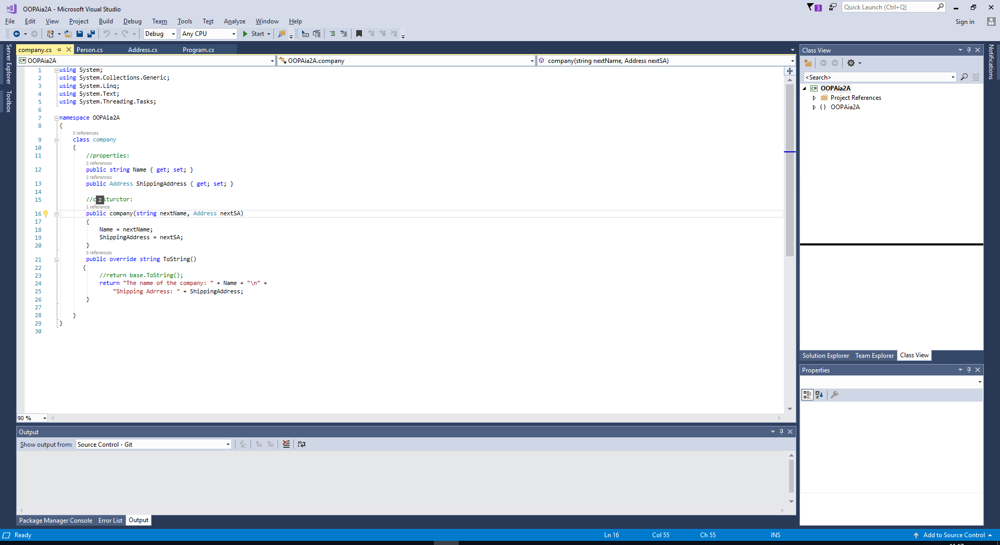 OOPAia2A - Microsoft Visual Studio
3
Quick Launch (Ctrl+Q)
File Edit View Project Build Debug Team Tools Test Analyze Window Help
Sign in
Debug Any CPU Start
Server Explorer
Toolbox
company.cs Person.cs Address.cs Program.cs
OOPAia2A OOPAia2A.company company(string nextName, Address nextSA)
1 using System;
2 using System.Collections.Generic;
3 using System.Linq;
4 using System.Text;
5 using System.Threading.Tasks;
6
7 namespace OOPAia2A
8 {
3 references
9 class company
10 {
11 //properties:
2 references
12 public string Name { get; set; }
2 references
13 public Address ShippingAddress { get; set; }
14
15 //c 2 sturctor:
1 reference
16 public company(string nextName, Address nextSA)
17 {
18 Name = nextName;
19 ShippingAddress = nextSA;
20 }
3 references
21 public override string ToString()
22 {
23 //return base.ToString();
24 return "The name of the company: " + Name + "\n" +
25 "Shipping Adrress: " + ShippingAddress;
26 }
27
28 }
29 }
30
90 %
Output
Show output from: Source Control - Git
Package Manager Console Error List Output
Class View
<Search>
C# OOPAia2A
Project References
{} OOPAia2A
Solution Explorer Team Explorer Class View
Properties
Notifications
Ready Ln 16 Col 55 Ch 55 INS Add to Source Control